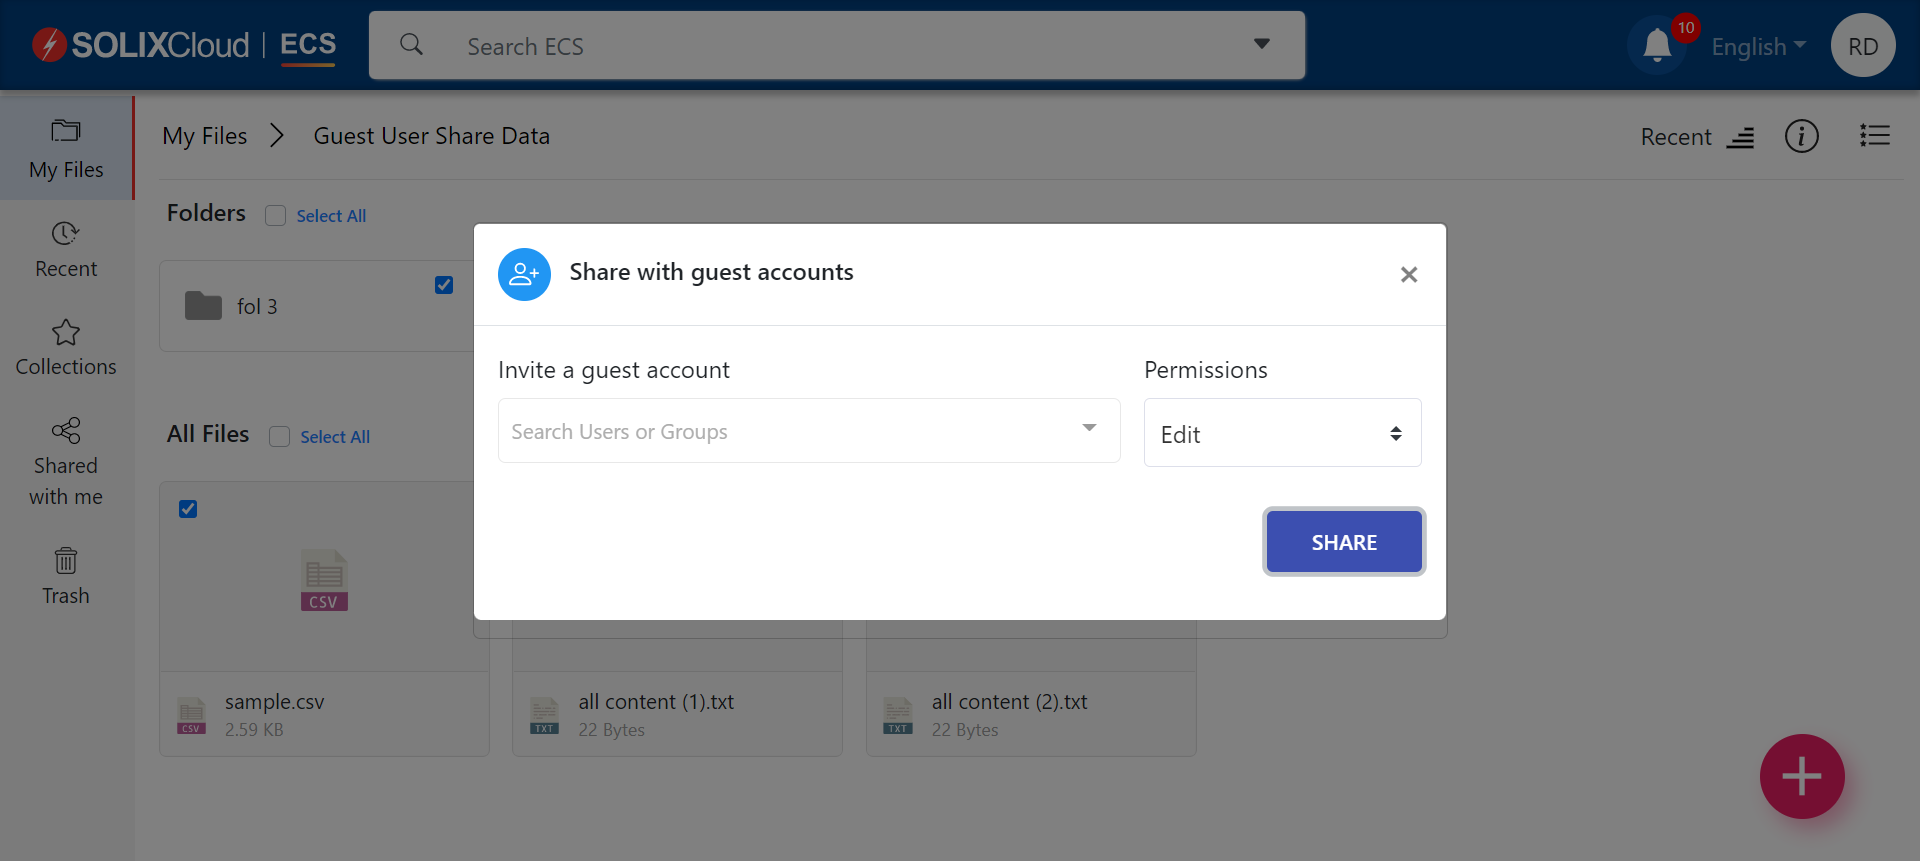 SOLIXCloud | ECS
Search ECS
10
English
RD
My Files
Recent
Collections
Shared
with me
Trash
My Files > Guest User Share Data
Recent
Folders
Select All
fol 3
All Files
Select All
CSV
CSV
sample.csv
2.59 KB
TXT
all content (1).txt
22 Bytes
TXT
all content (2).txt
22 Bytes
Share with guest accounts
×
Invite a guest account
Search Users or Groups
Permissions
Edit
SHARE